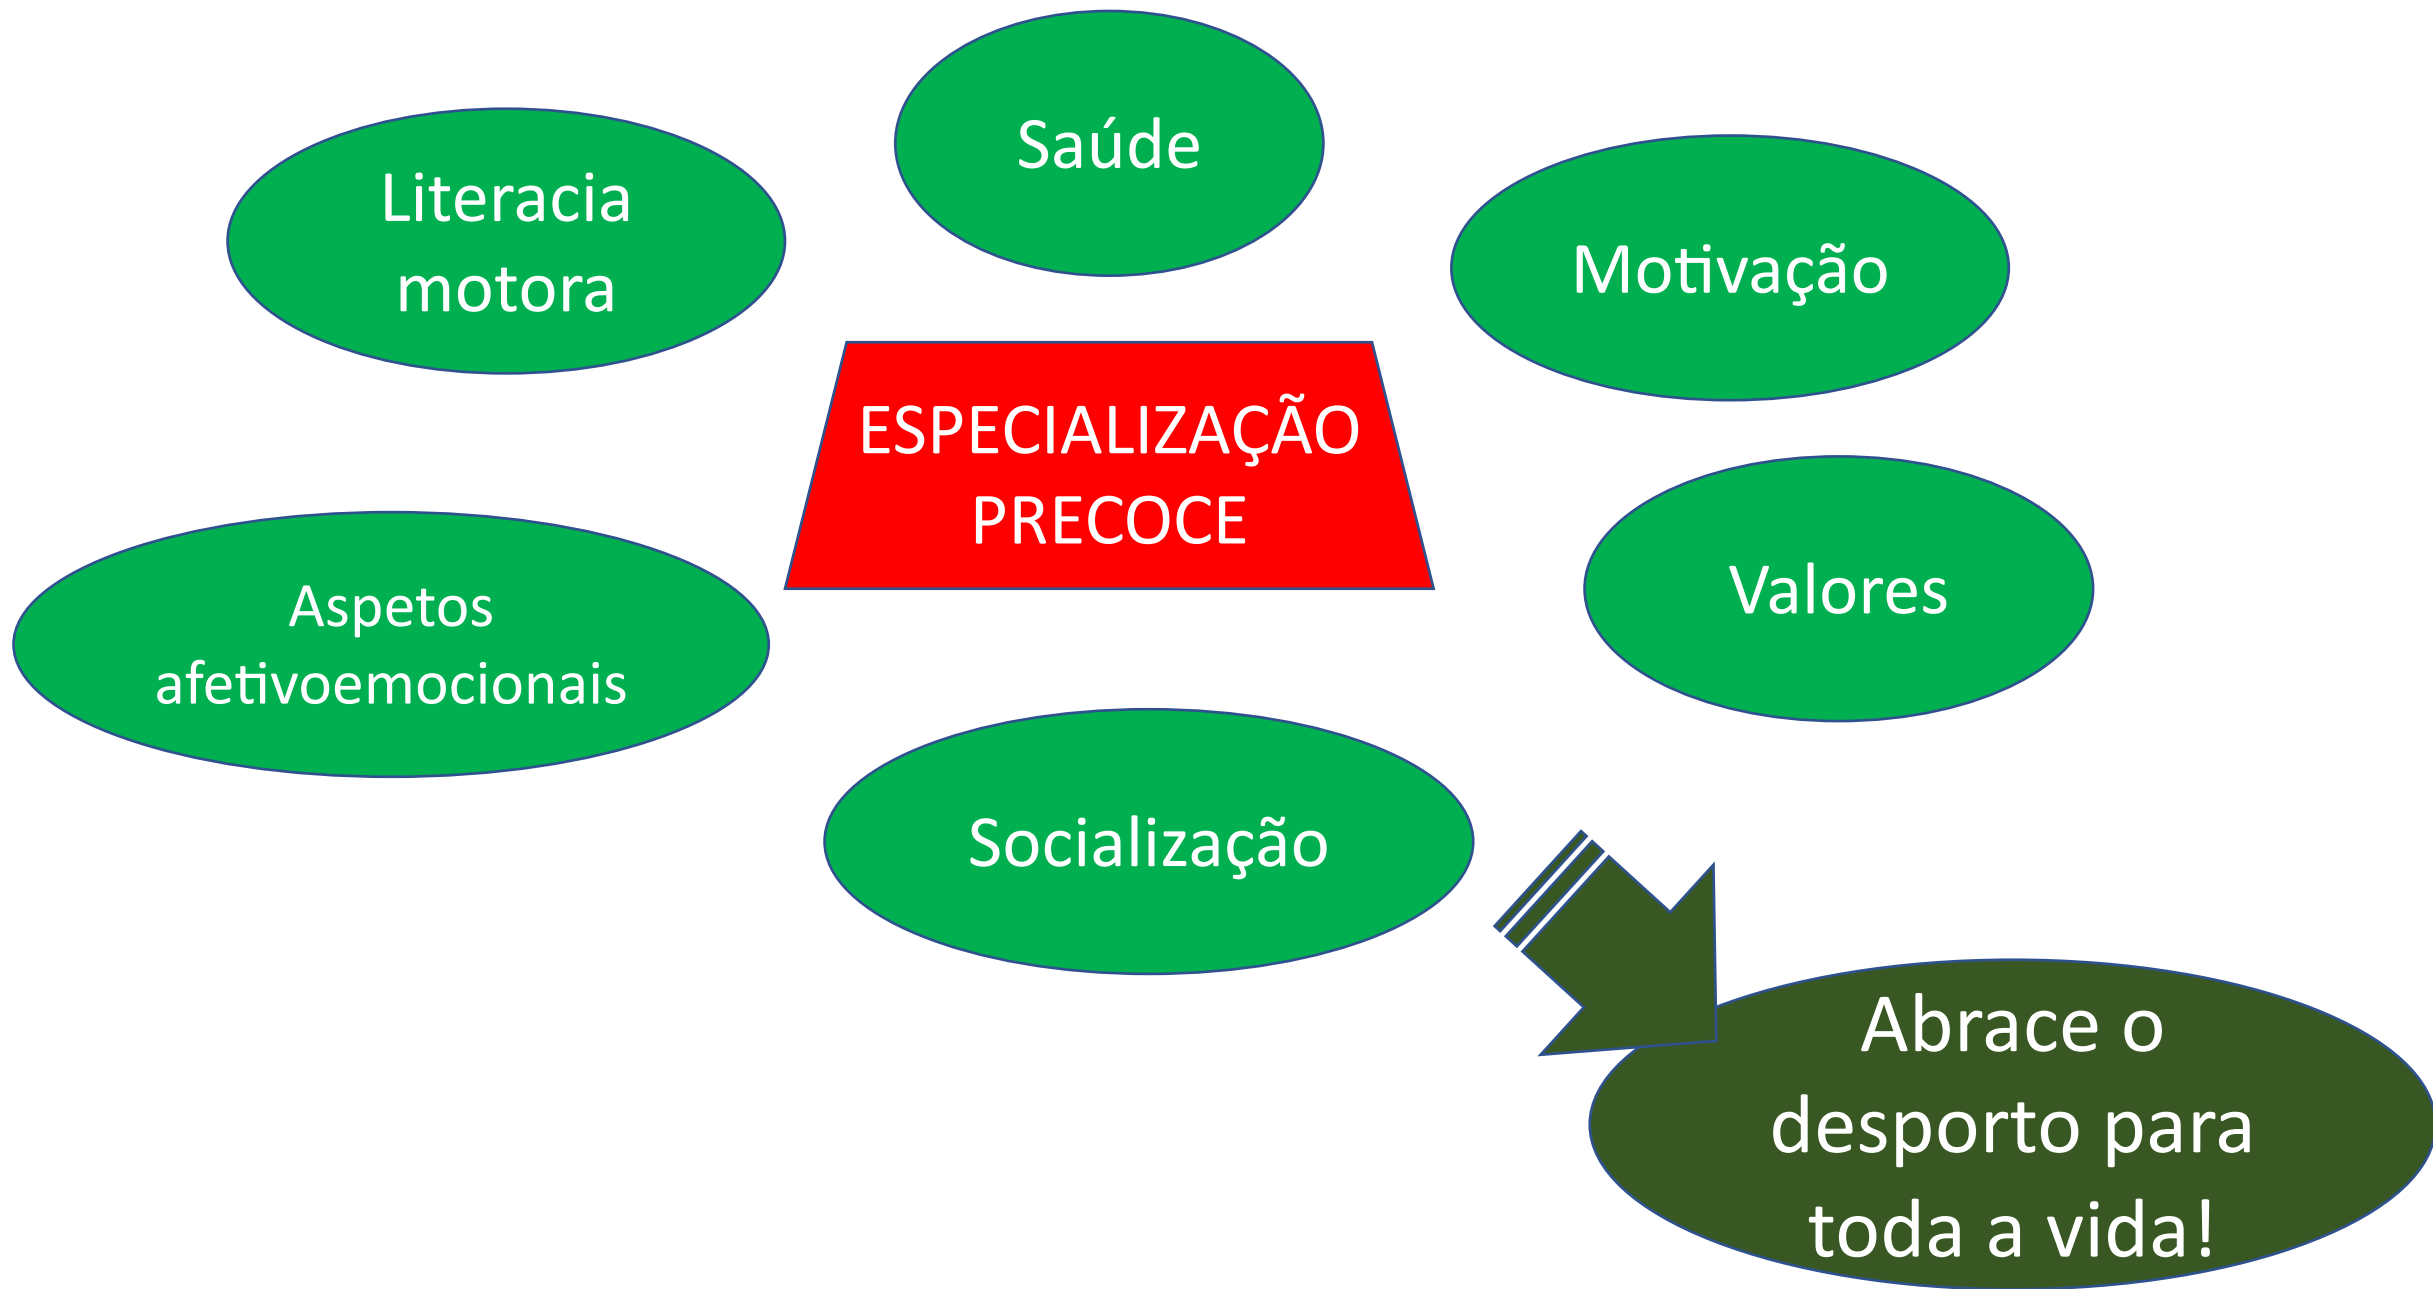 Saúde
Literacia
motora
Motivação
ESPECIALIZAÇÃO
PRECOCE
Valores
Aspetos
afetivoemocionais
Socialização
Abrace o
desporto para
toda a vida!